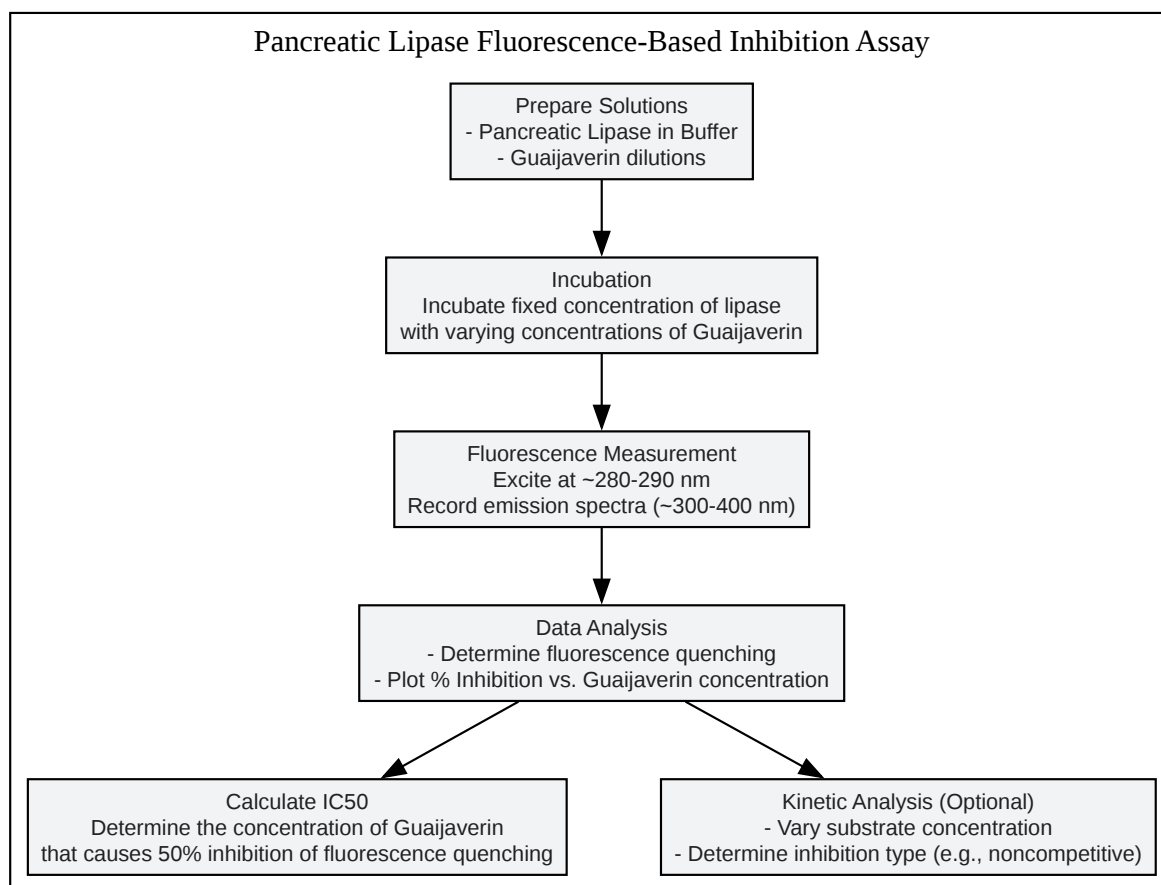 Pancreatic Lipase Fluorescence-Based Inhibition Assay
Prepare Solutions
- Pancreatic Lipase in Buffer
- Guaijaverin dilutions
Incubation
Incubate fixed concentration of lipase
with varying concentrations of Guaijaverin
Fluorescence Measurement
Excite at ~280-290 nm
Record emission spectra (~300-400 nm)
Data Analysis
- Determine fluorescence quenching
- Plot % Inhibition vs. Guaijaverin concentration
Calculate IC50
Determine the concentration of Guaijaverin
that causes 50% inhibition of fluorescence quenching
Kinetic Analysis (Optional)
- Vary substrate concentration
- Determine inhibition type (e.g., noncompetitive)